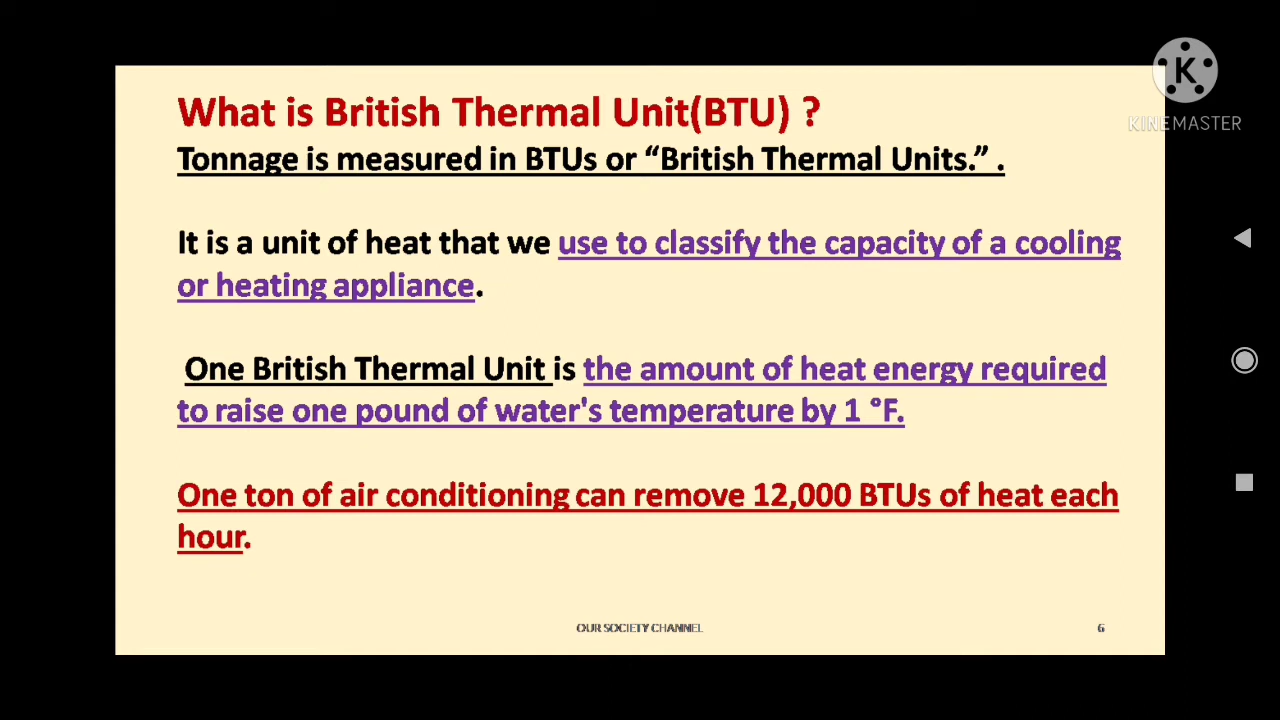 What is British Thermal Unit(BTU) ?
Tonnage is measured in BTUs or “British Thermal Units.” .
It is a unit of heat that we use to classify the capacity of a cooling
or heating appliance.
One British Thermal Unit is the amount of heat energy required
to raise one pound of water's temperature by 1 °F.
One ton of air conditioning can remove 12,000 BTUs of heat each
hour.
OUR SOCIETY CHANNEL
6
K
KINEMASTER